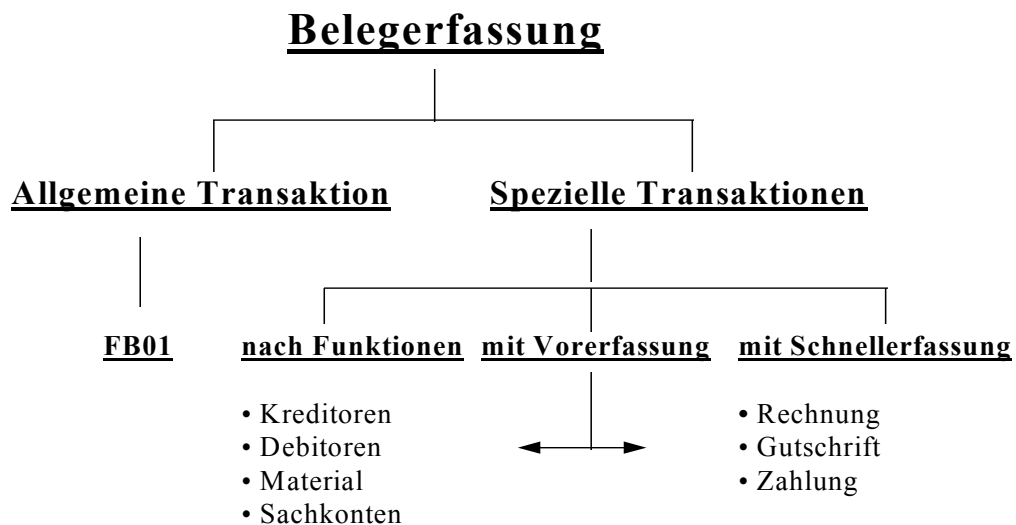 Belegerfassung
Allgemeine Transaktion
Spezielle Transaktionen
FB01
nach Funktionen
mit Vorerfassung
mit Schnellerfassung
• Kreditoren
• Debitoren
• Material
• Sachkonten
• Rechnung
• Gutschrift
• Zahlung